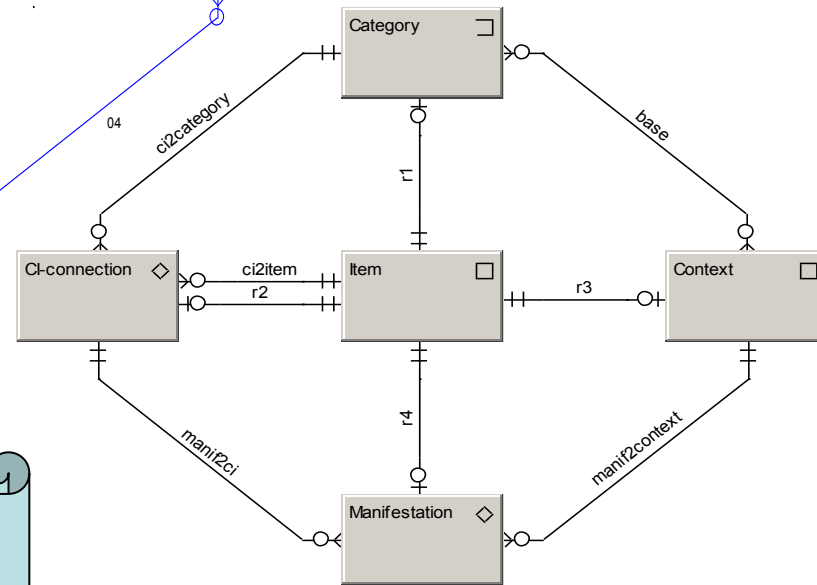 Category
04
ci2category
base
r1
CI-connection
ci2item
r2
Item
r3
Context
r4
manif2ci
manif2context
Manifestation